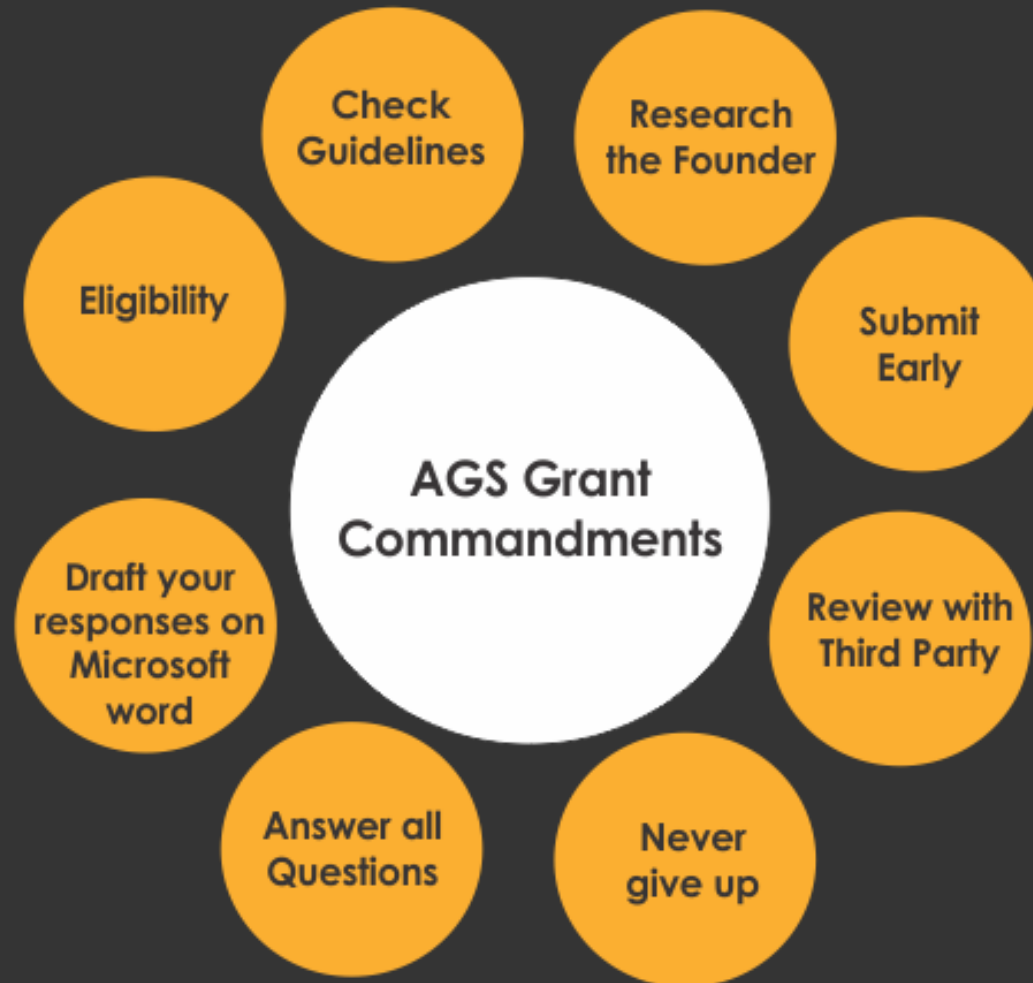 Check
Guidelines
Research
the Founder
Eligibility
Submit
Early
AGS Grant
Commandments
Draft your
responses on
Microsoft
word
Review with
Third Party
Answer all
Questions
Never
give up